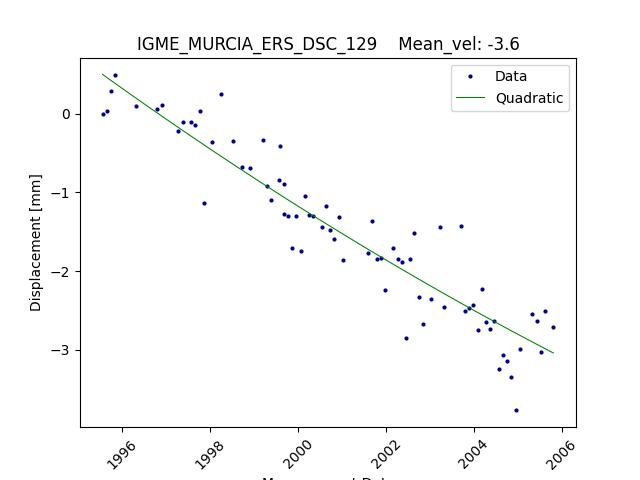 IGME_MURCIA_ERS_DSC_129    Mean_vel: -3.6
Data
Quadratic
Displacement [mm]
0
−1
−2
−3
1996
1998
2000
2002
2004
2006